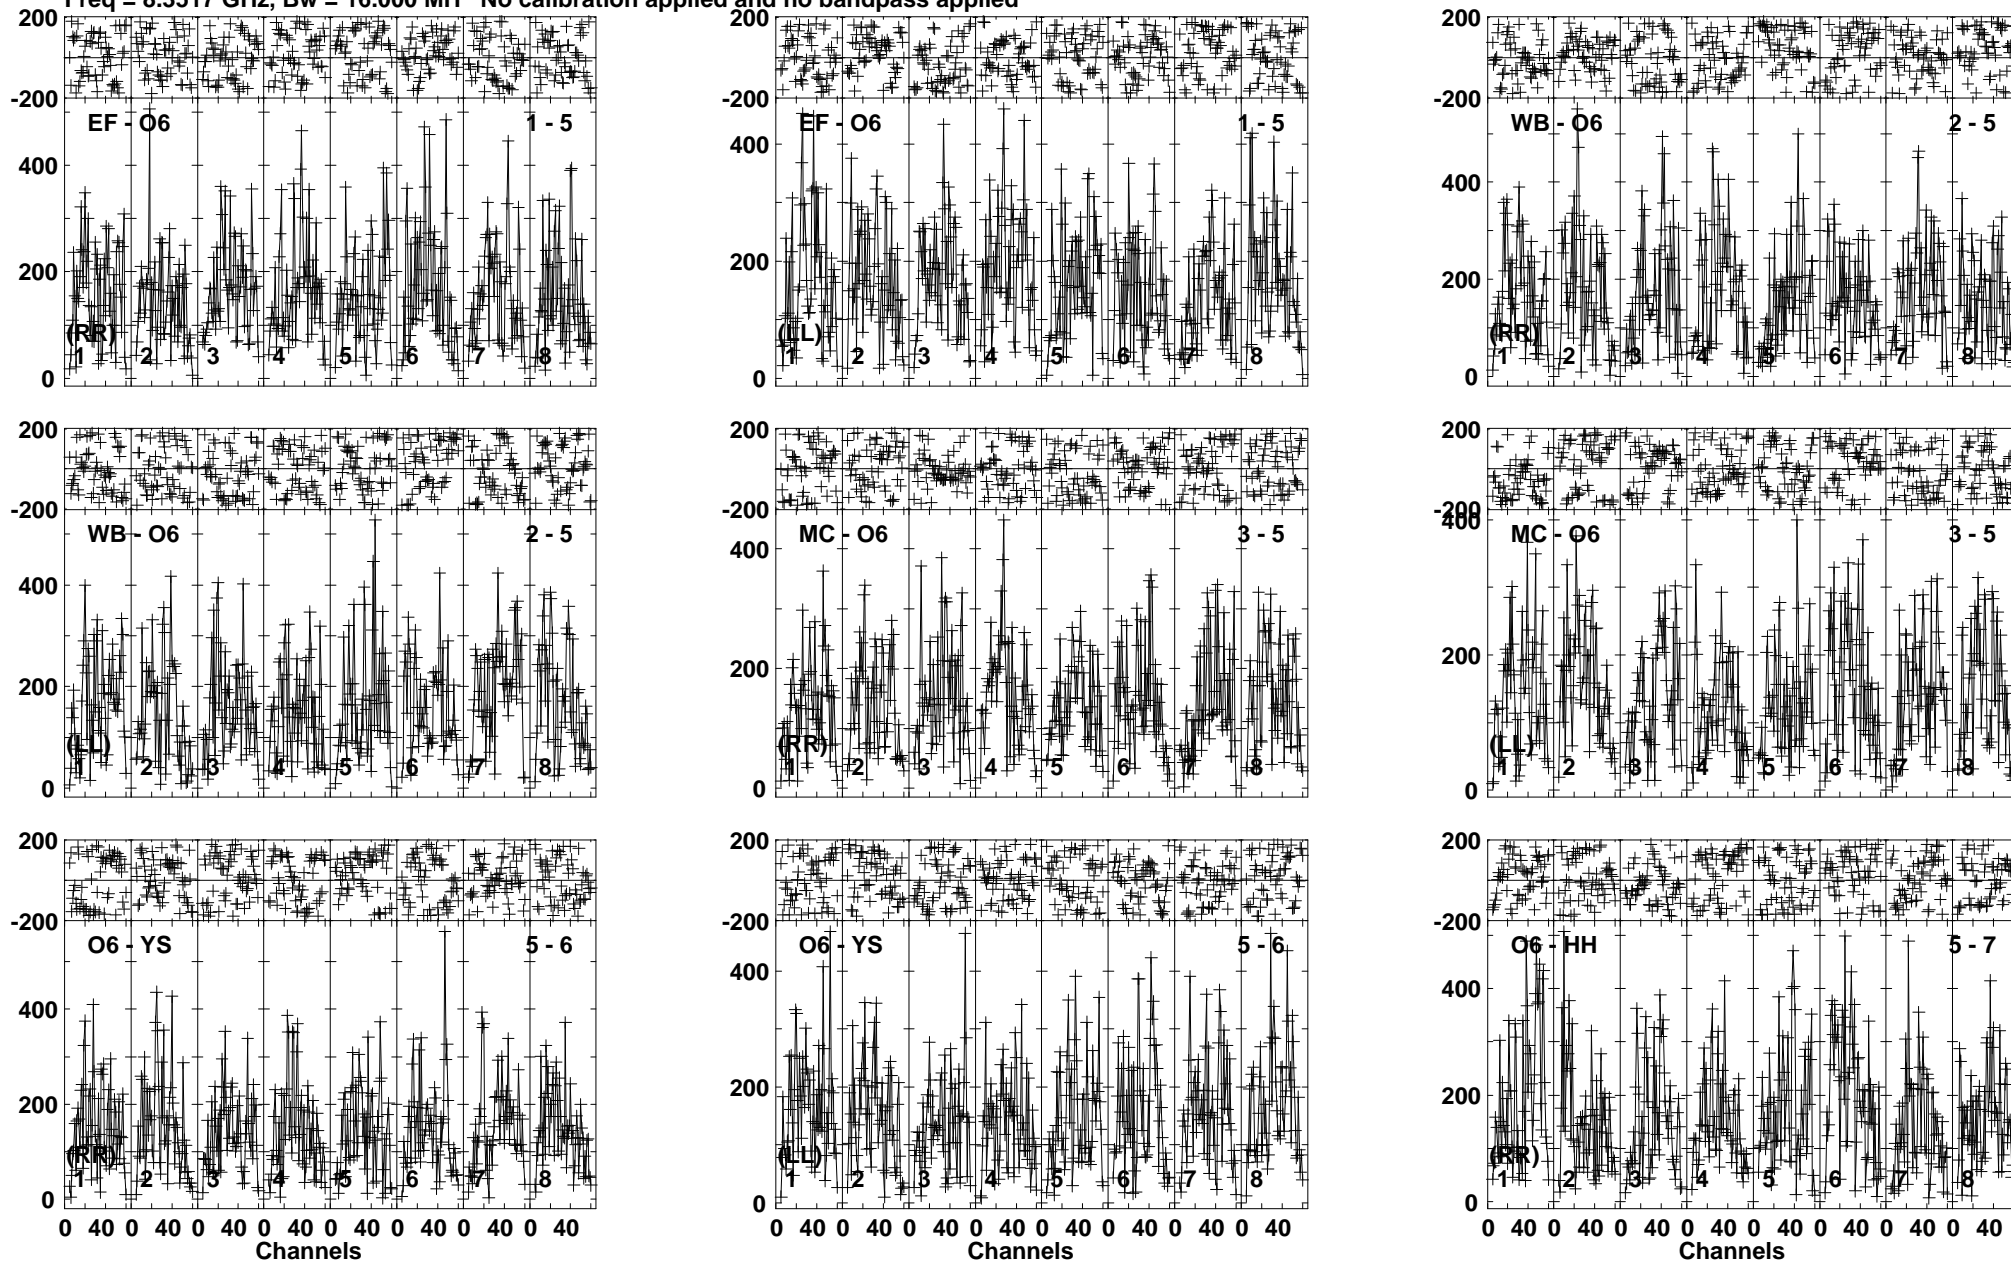 Freq = 8.3517 GHz, Bw = 16.000 MH No calibration applied and no bandpass applied
200 200 200
-200 -200 -200
EF - O6 1 - 5 EF - O6 1 - 5 WB - O6 2 - 5
400 400 400
200 200 200
(RR) (LL) (RR)
1 2 3 4 5 6 7 8 1 2 3 4 5 6 7 8 1 2 3 4 5 6 7 8
0 0 0
200 200 200
-200 -200 -200
400
WB - O6 2 - 5 MC - O6 3 - 5 MC - O6 3 - 5
400 400
200 200 200
(LL) (RR) (LL)
1 2 3 4 5 6 7 8 1 2 3 4 5 6 7 8 1 2 3 4 5 6 7 8
0 0 0
200 200 200
-200 -200 -200
O6 - YS 5 - 6 O6 - YS 5 - 6 O6 - HH 5 - 7
400 400 400
200 200 200
(RR) (LL) (RR)
1 2 3 4 5 6 7 8 1 2 3 4 5 6 7 8 1 2 3 4 5 6 7 8
0 0 0
0 40 0 40 0 40 0 40 0 40 0 40 0 40 0 40 0 40 0 40 0 40 0 40 0 40 0 40 0 40 0 40 0 40 0 40 0 40 0 40 0 40 0 40 0 40 0 40
Channels Channels Channels